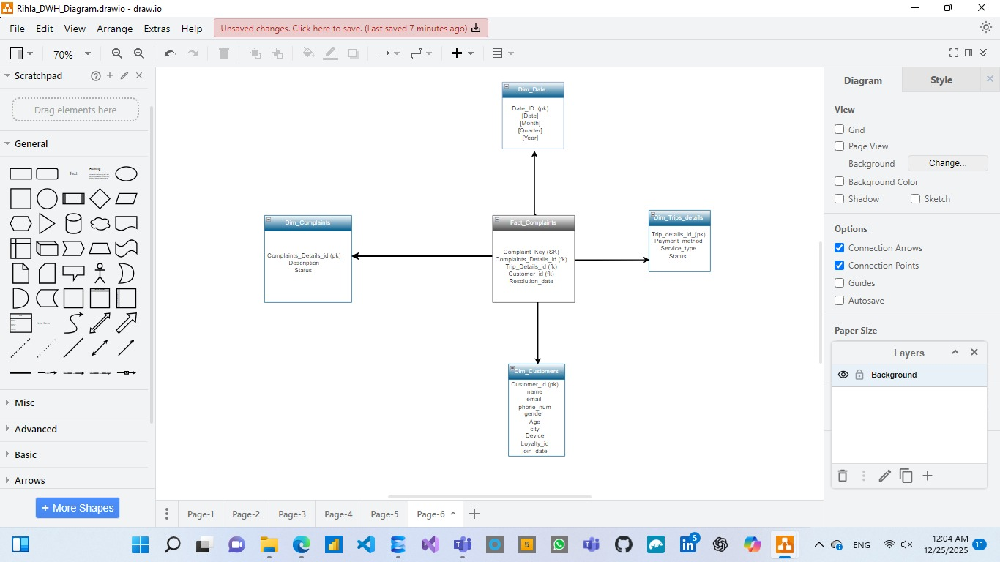 Rihla_DWH_Diagram.drawio - draw.io
File Edit View Arrange Extras Help Unsaved changes. Click here to save. (Last saved 7 minutes ago)
70%
Scratchpad
Drag elements here
General
Text
Heading
List Item
Misc
Advanced
Basic
Arrows
+ More Shapes
Dim_Date
Date_ID (pk)
[Date]
[Month]
[Quarter]
[Year]
Dim_Complaints
Complaints_Details_id (pk)
Description
Status
Fact_Complaints
Complaint_Key (SK)
Complaints_Details_id (fk)
Trip_Details_id (fk)
Customer_id (fk)
Resolution_date
Dim_Trips_details
Trip_details_id_(pk)
Payment_method
Service_type
Status
Dim_Customers
Customer_id (pk)
name
email
phone_num
gender
Age
city
Device
Loyalty_id
join_date
Diagram Style
View
Grid
Page View
Background Change...
Background Color
Shadow Sketch
Options
Connection Arrows
Connection Points
Guides
Autosave
Paper Size
Layers
Background
Page-1 Page-2 Page-3 Page-4 Page-5 Page-6
5
5
ENG
12:04 AM
12/25/2025
11